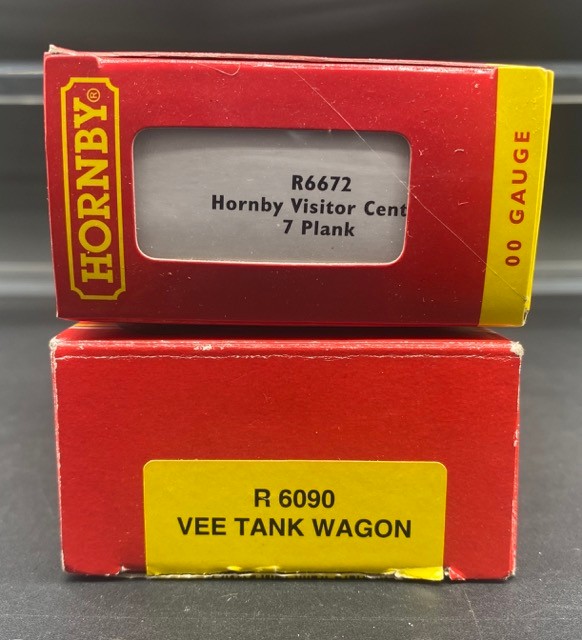 HORNBY®
R6672
Hornby Visitor Cent
7 Plank
00 GAUGE
R 6090
VEE TANK WAGON